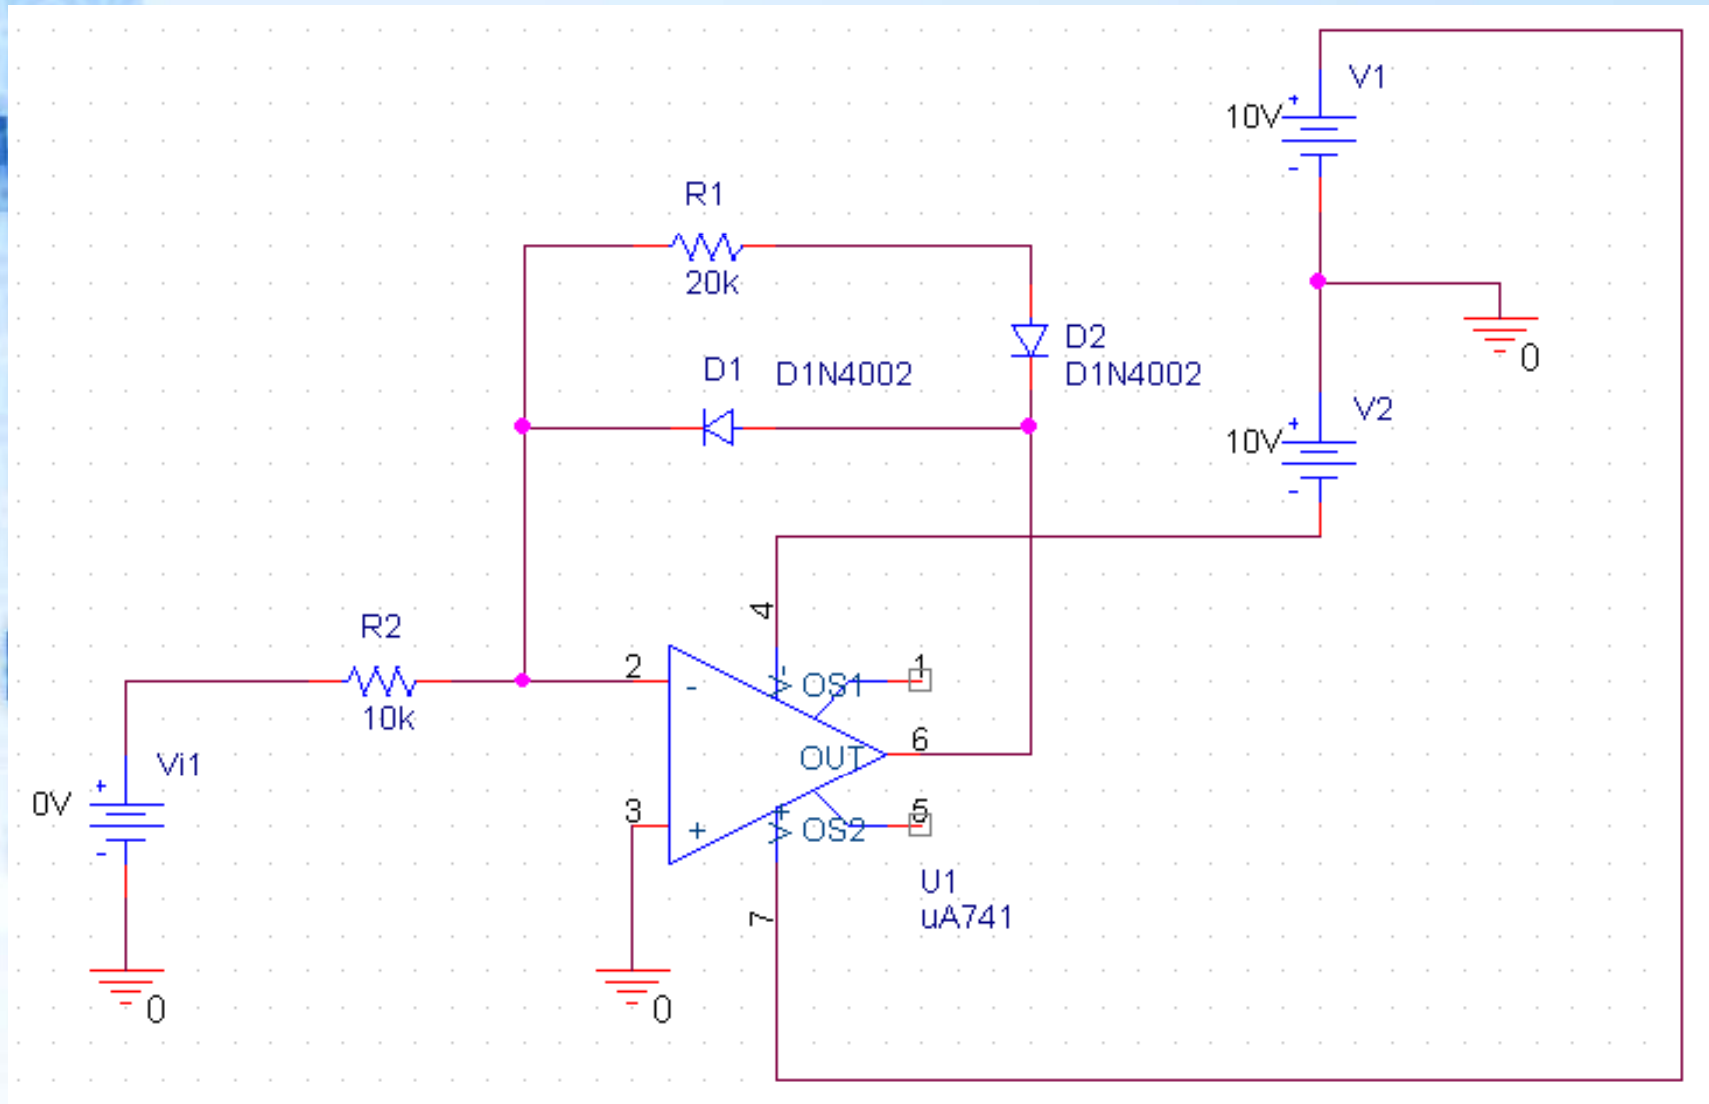 V1
10V
+
-
R1
20k
D2
D1N4002
D1
D1N4002
0
V2
10V
+
-
4
R2
10k
2
-
V-
OS1
1
OUT
6
Vi1
0V
+
-
3
+
V+
OS2
5
U1
uA741
7
0
0